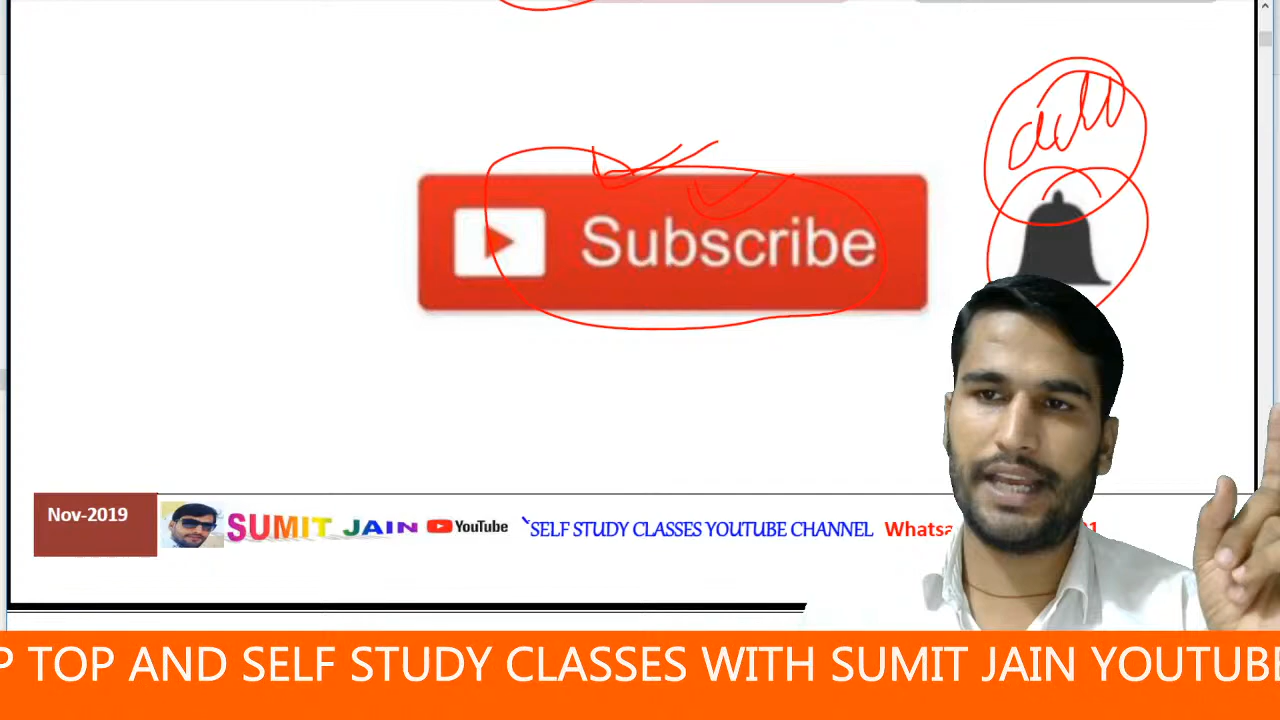 Subscribe
Nov-2019
SUMIT JAIN YouTube `SELF STUDY CLASSES YOUTUBE CHANNEL
P TOP AND SELF STUDY CLASSES WITH SUMIT JAIN YOUTUBE